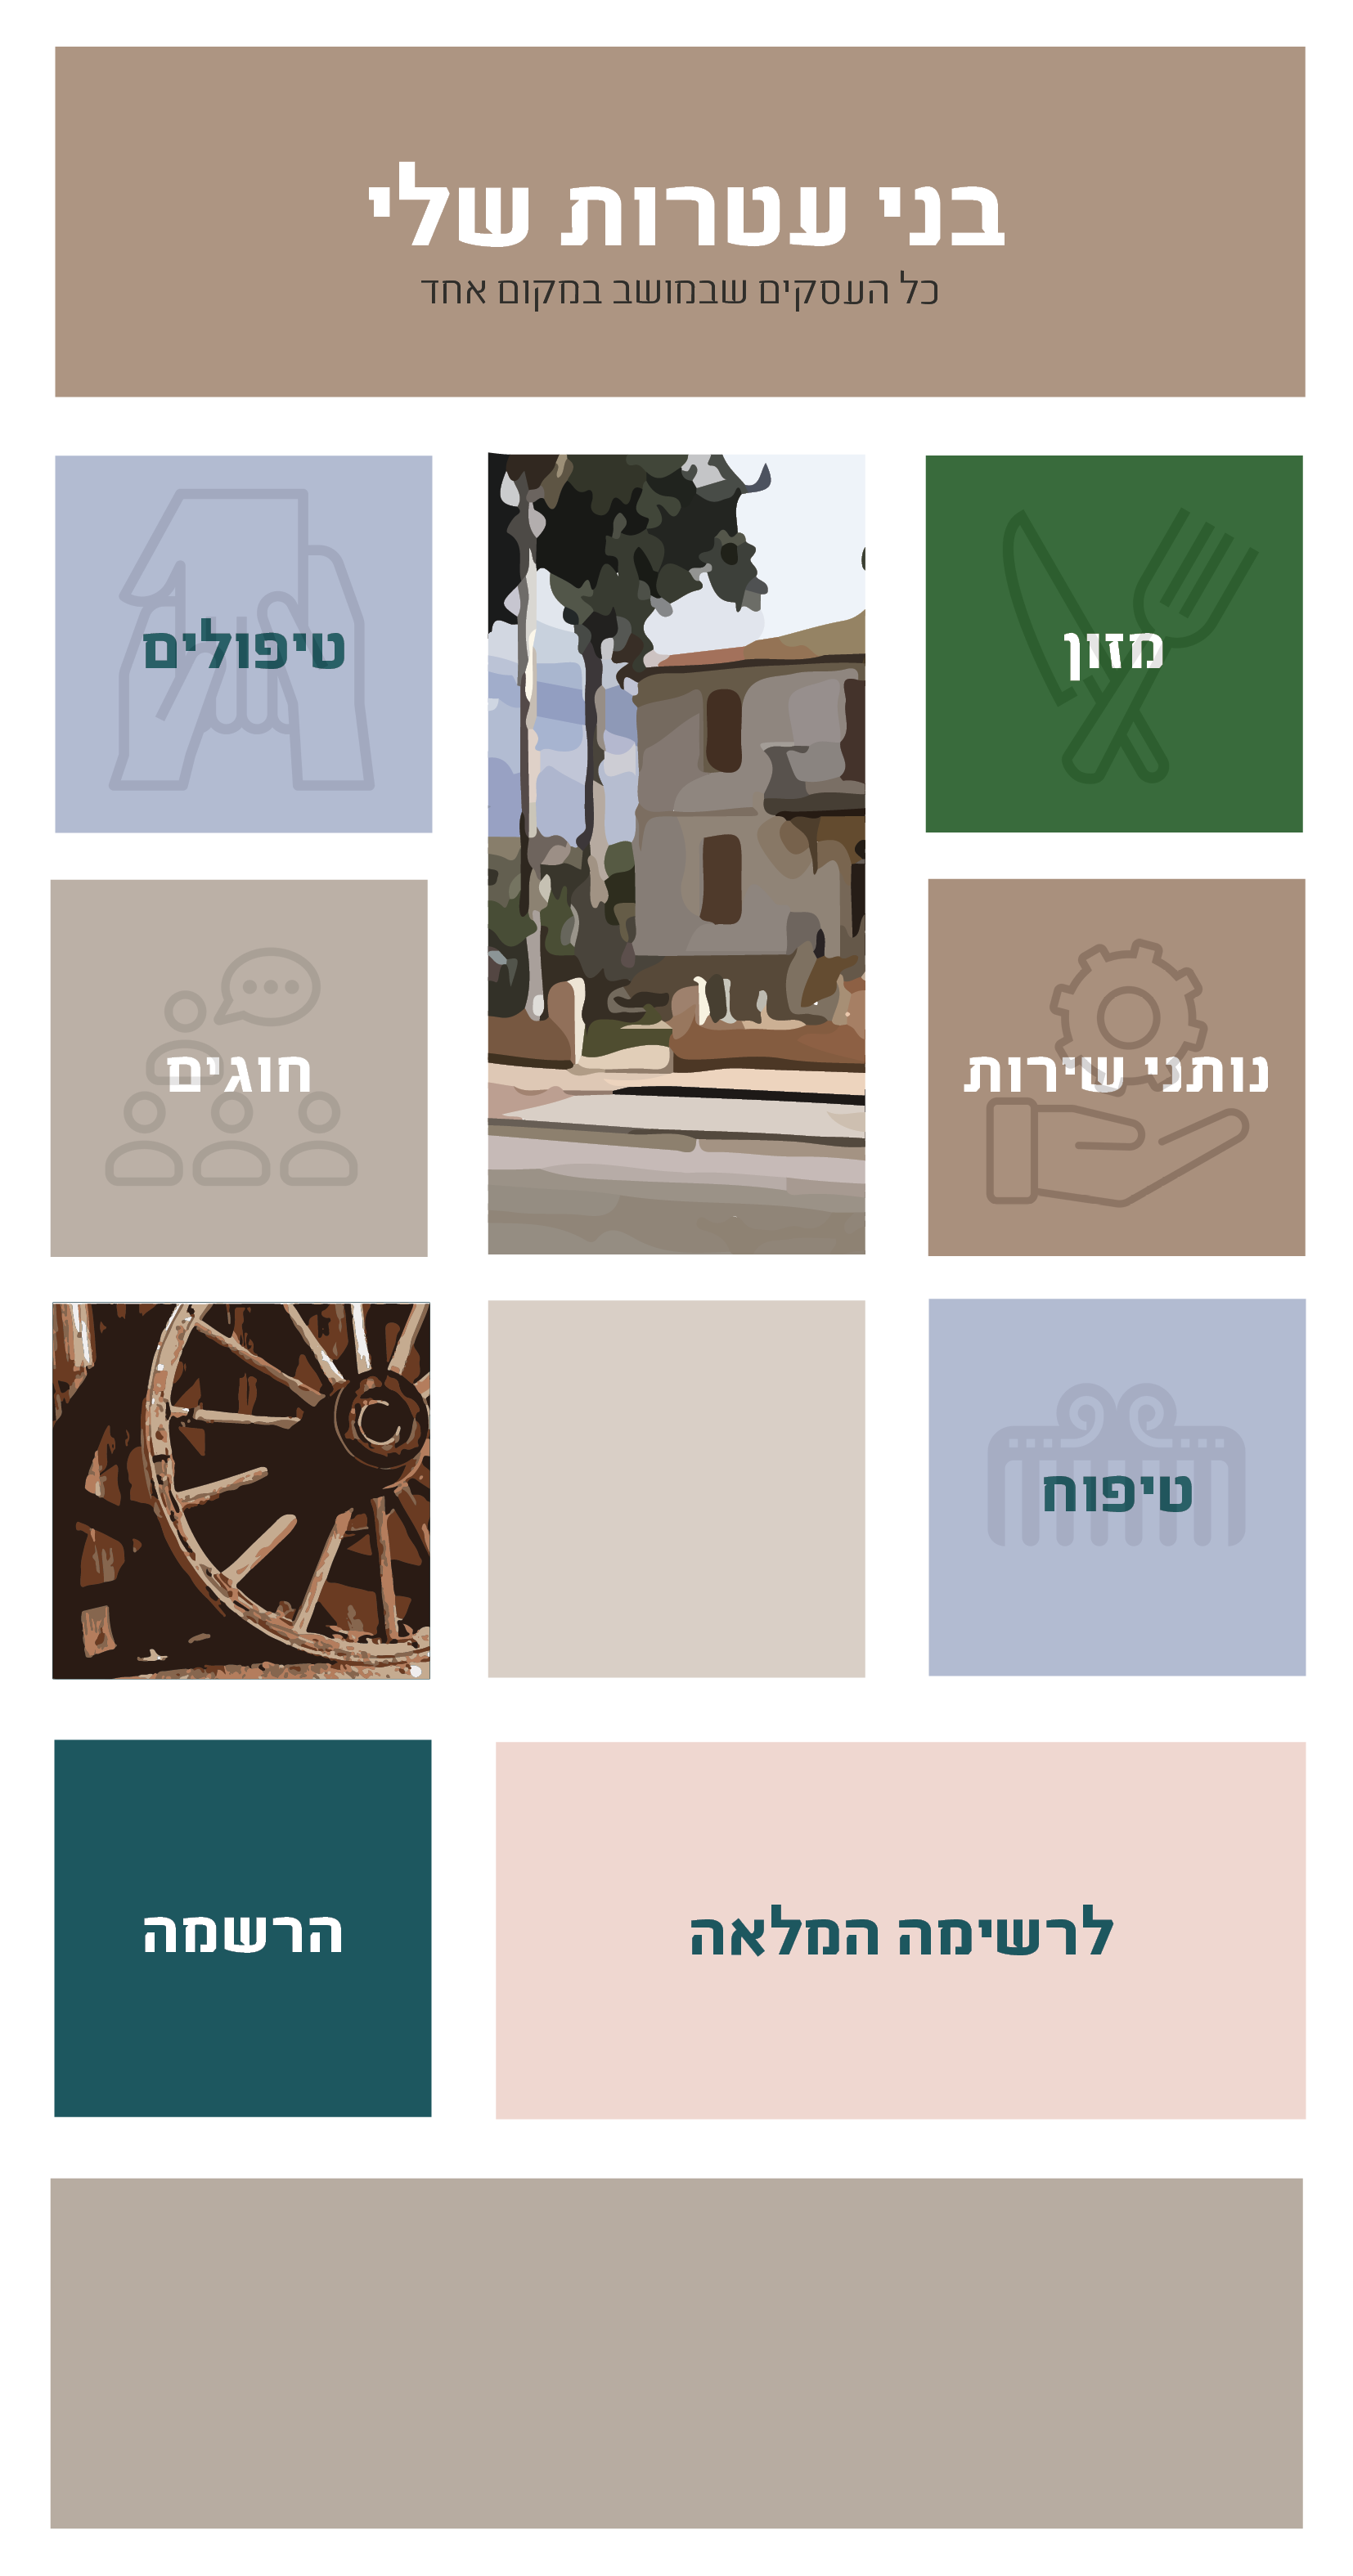 בני עטרות שלי
כל העסקים שבמושב במקום אחד
מזון
טיפולים
נותני שירות
חוגים
טיפוח
לרשימה המלאה
הרשמה